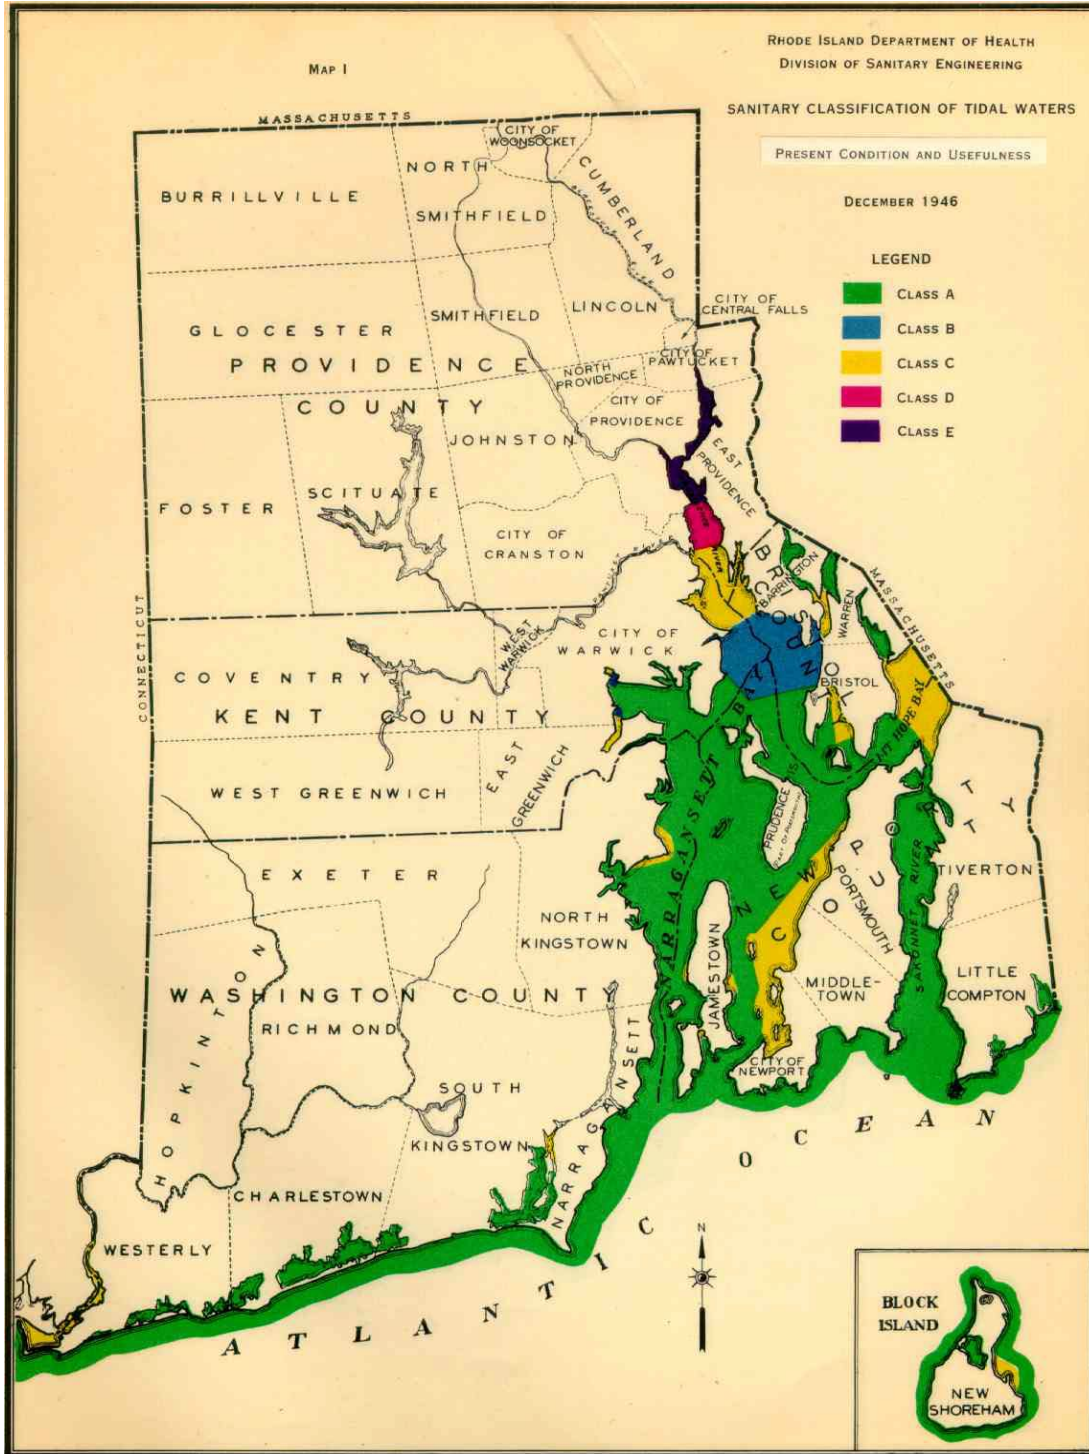 MAP I
RHODE ISLAND DEPARTMENT OF HEALTH
DIVISION OF SANITARY ENGINEERING
SANITARY CLASSIFICATION OF TIDAL WATERS
PRESENT CONDITION AND USEFULNESS
DECEMBER 1946
LEGEND
CLASS A
CLASS B
CLASS C
CLASS D
CLASS E
MASSACHUSETTS
CITY OF
WOONSOCKET
NORTH
SMITHFIELD
BURRILLVILLE
CUMBERLAND
GLOCESTER
SMITHFIELD
LINCOLN
CITY OF
CENTRAL FALLS
CITY OF
PAWTUCKET
PROVIDENCE
COUNTY
NORTH
PROVIDENCE
CITY OF
PROVIDENCE
JOHNSTON
EAST
PROVIDENCE
FOSTER
SCITUATE
CITY OF
CRANSTON
RIVER
BRISTOL
COUNTY
BARRINGTON
WARREN
MASSACHUSETTS
CONNECTICUT
WEST
WARWICK
CITY OF
WARWICK
COVENTRY
KENT COUNTY
BRISTOL
MT HOPE BAY
WEST GREENWICH
EAST
GREENWICH
NARRAGANSETT BAY
PRUDENCE IS
(PART OF PORTSMOUTH)
NEWPORT
COUNTY
EXETER
PORTSMOUTH
SAKONNET RIVER
TIVERTON
NORTH
KINGSTOWN
JAMESTOWN
MIDDLE-
TOWN
LITTLE
COMPTON
WASHINGTON COUNTY
HOPKINTON
RICHMOND
CITY OF
NEWPORT
SOUTH
KINGSTOWN
NARRAGANSETT
CHARLESTOWN
WESTERLY
ATLANTIC OCEAN
N
BLOCK
ISLAND
NEW
SHOREHAM